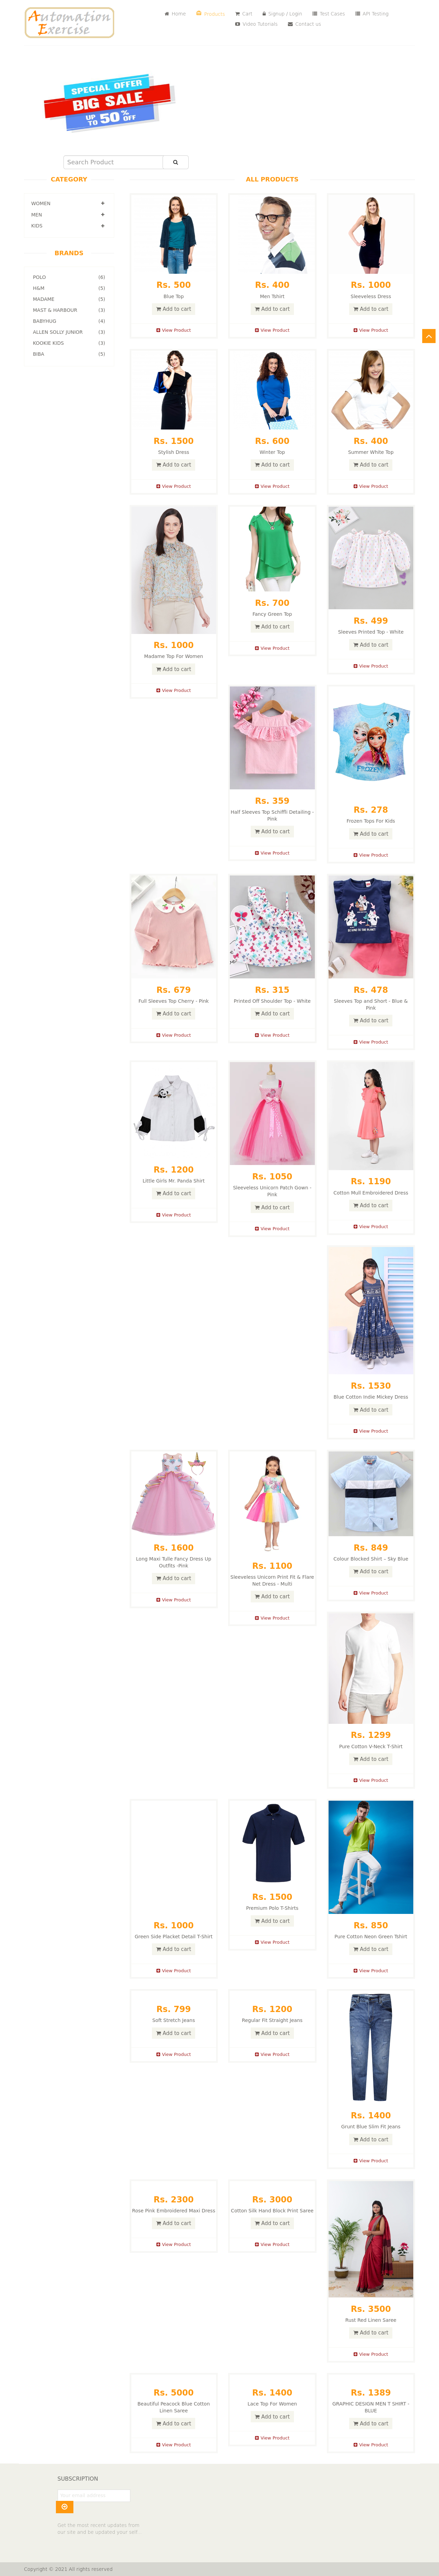 Automation
Exercise
Home
Products
Cart
Signup / Login
Test Cases
API Testing
Video Tutorials
Contact us
SPECIAL OFFER
BIG SALE
UP TO 50% OFF
Search Product
CATEGORY
WOMEN
MEN
KIDS
BRANDS
POLO (6)
H&M (5)
MADAME (5)
MAST & HARBOUR (3)
BABYHUG (4)
ALLEN SOLLY JUNIOR (3)
KOOKIE KIDS (3)
BIBA (5)
ALL PRODUCTS
Rs. 500
Blue Top
Add to cart
View Product
Rs. 400
Men Tshirt
Add to cart
View Product
Rs. 1000
Sleeveless Dress
Add to cart
View Product
Rs. 1500
Stylish Dress
Add to cart
View Product
Rs. 600
Winter Top
Add to cart
View Product
Rs. 400
Summer White Top
Add to cart
View Product
Rs. 1000
Madame Top For Women
Add to cart
View Product
Rs. 700
Fancy Green Top
Add to cart
View Product
Rs. 499
Sleeves Printed Top - White
Add to cart
View Product
Rs. 359
Half Sleeves Top Schiffli Detailing -
Pink
Add to cart
View Product
FROZEN
Rs. 278
Frozen Tops For Kids
Add to cart
View Product
Rs. 679
Full Sleeves Top Cherry - Pink
Add to cart
View Product
Rs. 315
Printed Off Shoulder Top - White
Add to cart
View Product
Rs. 478
Sleeves Top and Short - Blue &
Pink
Add to cart
View Product
Rs. 1200
Little Girls Mr. Panda Shirt
Add to cart
View Product
Rs. 1050
Sleeveless Unicorn Patch Gown -
Pink
Add to cart
View Product
Rs. 1190
Cotton Mull Embroidered Dress
Add to cart
View Product
Rs. 1530
Blue Cotton Indie Mickey Dress
Add to cart
View Product
Rs. 1600
Long Maxi Tulle Fancy Dress Up
Outfits -Pink
Add to cart
View Product
Rs. 1100
Sleeveless Unicorn Print Fit & Flare
Net Dress - Multi
Add to cart
View Product
Rs. 849
Colour Blocked Shirt – Sky Blue
Add to cart
View Product
Rs. 1299
Pure Cotton V-Neck T-Shirt
Add to cart
View Product
Rs. 1000
Green Side Placket Detail T-Shirt
Add to cart
View Product
Rs. 1500
Premium Polo T-Shirts
Add to cart
View Product
Rs. 850
Pure Cotton Neon Green Tshirt
Add to cart
View Product
Rs. 799
Soft Stretch Jeans
Add to cart
View Product
Rs. 1200
Regular Fit Straight Jeans
Add to cart
View Product
Rs. 1400
Grunt Blue Slim Fit Jeans
Add to cart
View Product
Rs. 2300
Rose Pink Embroidered Maxi Dress
Add to cart
View Product
Rs. 3000
Cotton Silk Hand Block Print Saree
Add to cart
View Product
Rs. 3500
Rust Red Linen Saree
Add to cart
View Product
Rs. 5000
Beautiful Peacock Blue Cotton
Linen Saree
Add to cart
View Product
Rs. 1400
Lace Top For Women
Add to cart
View Product
Rs. 1389
GRAPHIC DESIGN MEN T SHIRT -
BLUE
Add to cart
View Product
SUBSCRIPTION
Your email address
Get the most recent updates from
our site and be updated your self...
Copyright © 2021 All rights reserved